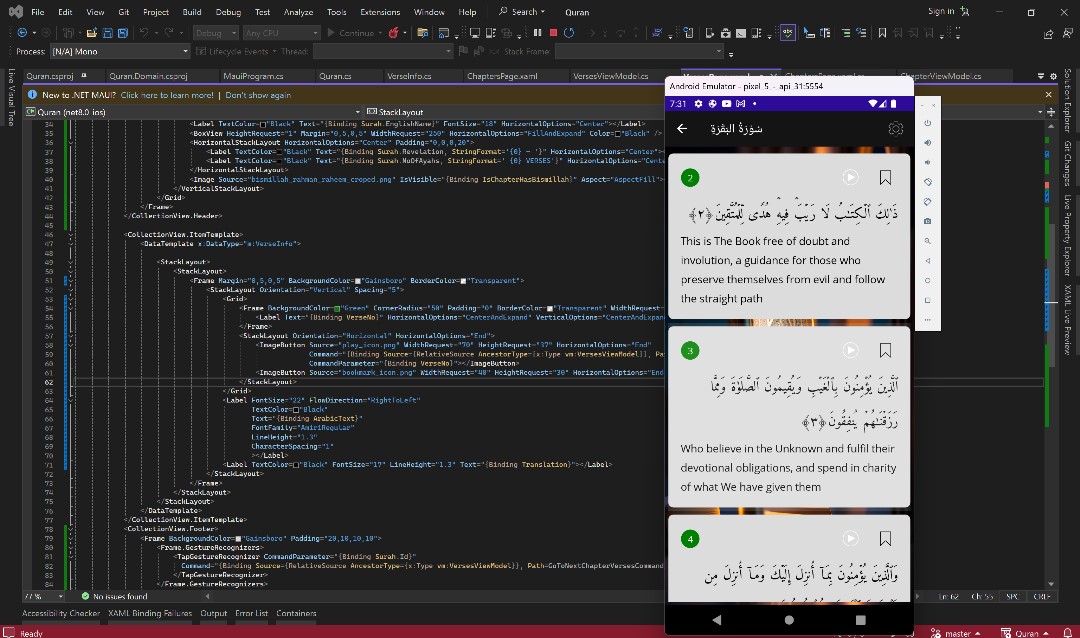 File Edit View Git Project Build Debug Test Analyze Tools Extensions Window Help Search Quran Sign in
Debug Any CPU Continue
Process: [N/A] Mono Lifecycle Events Thread: Stack Frame:
Quran.csproj Quran.Domain.csproj MauiProgram.cs Quran.cs VerseInfo.cs ChaptersPage.xaml VersesViewModel.cs ChapterViewModel.cs
New to .NET MAUI? Click here to learn more! | Don't show again
Quran (net8.0-ios) StackLayout
34 <Label TextColor="Black" Text="{Binding Surah.EnglishName}" FontSize="18" HorizontalOptions="Center"></Label>
35 <BoxView HeightRequest="1" Margin="0,5,0,5" WidthRequest="250" HorizontalOptions="FillAndExpand" Color="Black" />
36 <HorizontalStackLayout HorizontalOptions="Center" Padding="0,0,0,20">
37 <Label TextColor="Black" Text="{Binding Surah.Revelation, StringFormat='{0} - '}" HorizontalOptions="Center">
38 <Label TextColor="Black" Text="{Binding Surah.NoOfAyahs, StringFormat=' {0} VERSES'}" HorizontalOptions="Cente
39 </HorizontalStackLayout>
40 <Image Source="bismillah_rahman_raheem_croped.png" IsVisible="{Binding IsChapterHasBismillah}" Aspect="AspectFill">
41 </VerticalStackLayout>
42 </Grid>
43 </Frame>
44 </CollectionView.Header>
45
46 <CollectionView.ItemTemplate>
47 <DataTemplate x:DataType="m:VerseInfo">
48
49 <StackLayout>
50 <StackLayout>
51 <Frame Margin="0,5,0,5" BackgroundColor="Gainsboro" BorderColor="Transparent">
52 <StackLayout Orientation="Vertical" Spacing="5">
53 <Grid>
54 <Frame BackgroundColor="Green" CornerRadius="50" Padding="0" BorderColor="Transparent" WidthRequest=
55 <Label Text="{Binding VerseNo}" HorizontalOptions="CenterAndExpand" VerticalOptions="CenterAndExpan
56 </Frame>
57 <StackLayout Orientation="Horizontal" HorizontalOptions="End">
58 <ImageButton Source="play_icon.png" WidthRequest="70" HeightRequest="37" HorizontalOptions="End"
59 Command="{Binding Source={RelativeSource AncestorType={x:Type vm:VersesViewModel}}, Pa
60 CommandParameter="{Binding VerseNo}"></ImageButton>
61 <ImageButton Source="bookmark_icon.png" WidthRequest="40" HeightRequest="30" HorizontalOptions="End
62 </StackLayout>
63 </Grid>
64 <Label FontSize="22" FlowDirection="RightToLeft"
65 TextColor="Black"
66 Text="{Binding ArabicText}"
67 FontFamily="AmiriRegular"
68 LineHeight="1.3"
69 CharacterSpacing="1"
70 ></Label>
71 <Label TextColor="Black" FontSize="17" LineHeight="1.3" Text="{Binding Translation}"></Label>
72 </StackLayout>
73 </Frame>
74 </StackLayout>
75 </StackLayout>
76 </DataTemplate>
77 </CollectionView.ItemTemplate>
78 <CollectionView.Footer>
79 <Frame BackgroundColor="Gainsboro" Padding="20,10,10,10">
80 <Frame.GestureRecognizers>
81 <TapGestureRecognizer CommandParameter="{Binding Surah.Id}"
82 Command="{Binding Source={RelativeSource AncestorType={x:Type vm:VersesViewModel}}, Path=GoToNextChapterVersesCommand
83 </TapGestureRecognizer>
84 </Frame.GestureRecognizers>
77 % No issues found Ln: 62 Ch: 55 SPC CRLF
Accessibility Checker XAML Binding Failures Output Error List Containers
Ready master Quran
Live Visual Tree
Solution Explorer
Git Changes
Live Property Explorer
XAML Live Preview
Android Emulator - pixel_5 - api_31:5554
7:31
سُورَةُ البَقَرَةِ
2
ذَٰلِكَ ٱلْكِتَٰبُ لَا رَيْبَ ۛ فِيهِ ۛ هُدًى لِّلْمُتَّقِينَ ﴿٢﴾
This is The Book free of doubt and
involution, a guidance for those who
preserve themselves from evil and follow
the straight path
3
ٱلَّذِينَ يُؤْمِنُونَ بِٱلْغَيْبِ وَيُقِيمُونَ ٱلصَّلَوٰةَ وَمِمَّا
رَزَقْنَٰهُمْ يُنفِقُونَ ﴿٣﴾
Who believe in the Unknown and fulfil their
devotional obligations, and spend in charity
of what We have given them
4
وَٱلَّذِينَ يُؤْمِنُونَ بِمَآ أُنزِلَ إِلَيْكَ وَمَآ أُنزِلَ مِن